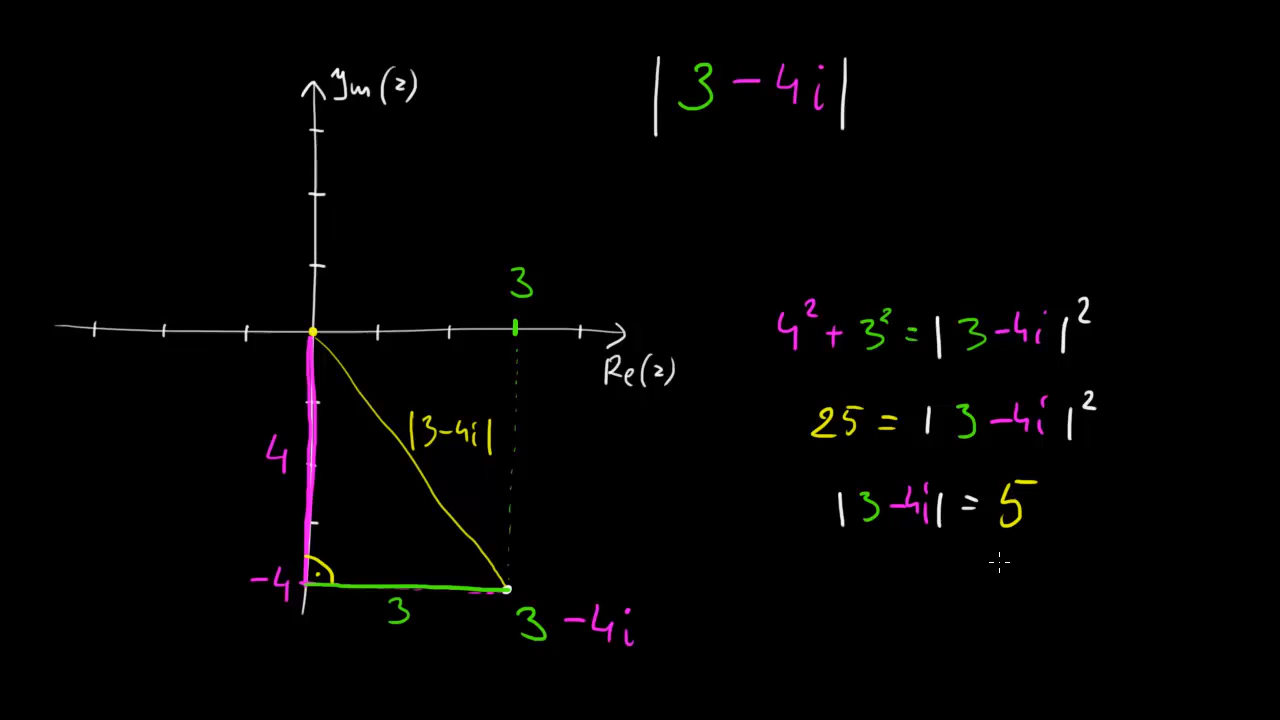 Im(z)
|3-4i|
3
4² + 3² = |3-4i|²
Re(z)
25 = |3-4i|²
|3-4i|
4
|3-4i| = 5
-4
3
3-4i